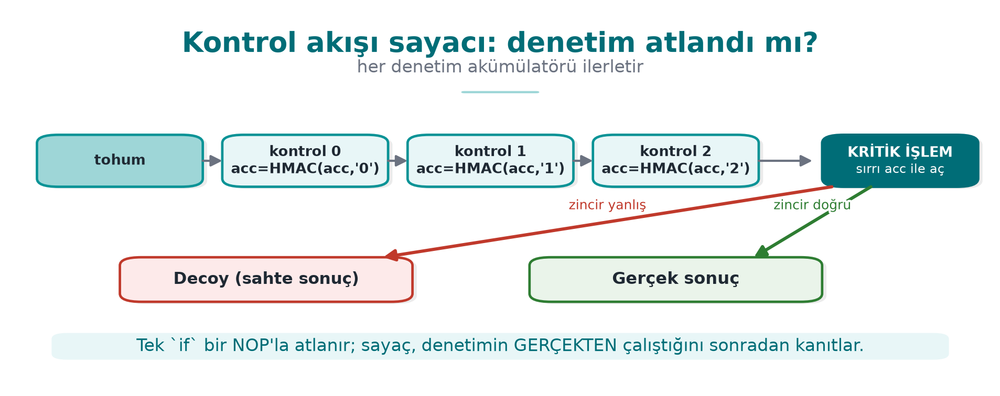 Kontrol akışı sayacı: denetim atlandı mı?
her denetim akümülatörü ilerletir
tohum
kontrol 0
acc=HMAC(acc,'0')
kontrol 1
acc=HMAC(acc,'1')
kontrol 2
acc=HMAC(acc,'2')
KRİTİK İŞLEM
sırrı acc ile aç
zincir yanlış
zincir doğru
Decoy (sahte sonuç)
Gerçek sonuç
Tek `if` bir NOP'la atlanır; sayaç, denetimin GERÇEKTEN çalıştığını sonradan kanıtlar.